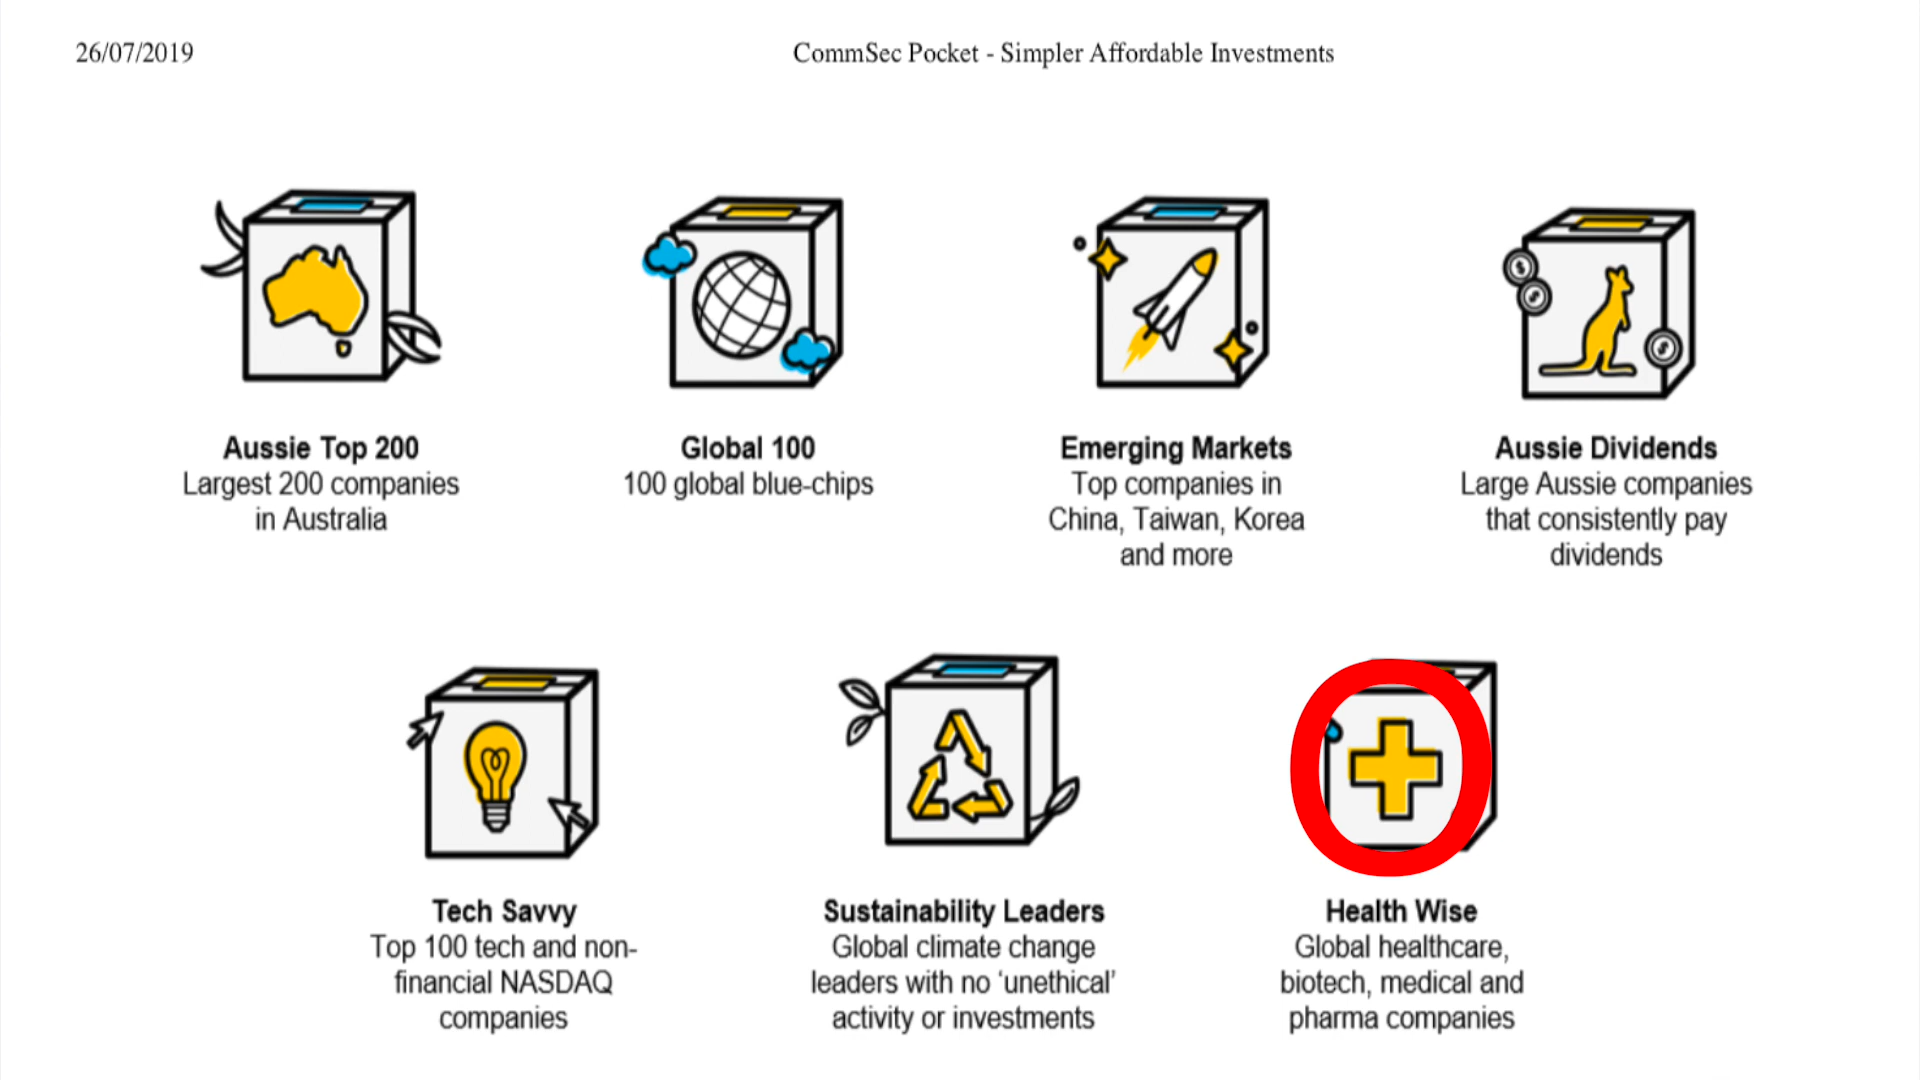 26/07/2019
CommSec Pocket - Simpler Affordable Investments
Aussie Top 200
Largest 200 companies
in Australia
Global 100
100 global blue-chips
Emerging Markets
Top companies in
China, Taiwan, Korea
and more
Aussie Dividends
Large Aussie companies
that consistently pay
dividends
Tech Savvy
Top 100 tech and non-
financial NASDAQ
companies
Sustainability Leaders
Global climate change
leaders with no ‘unethical’
activity or investments
Health Wise
Global healthcare,
biotech, medical and
pharma companies